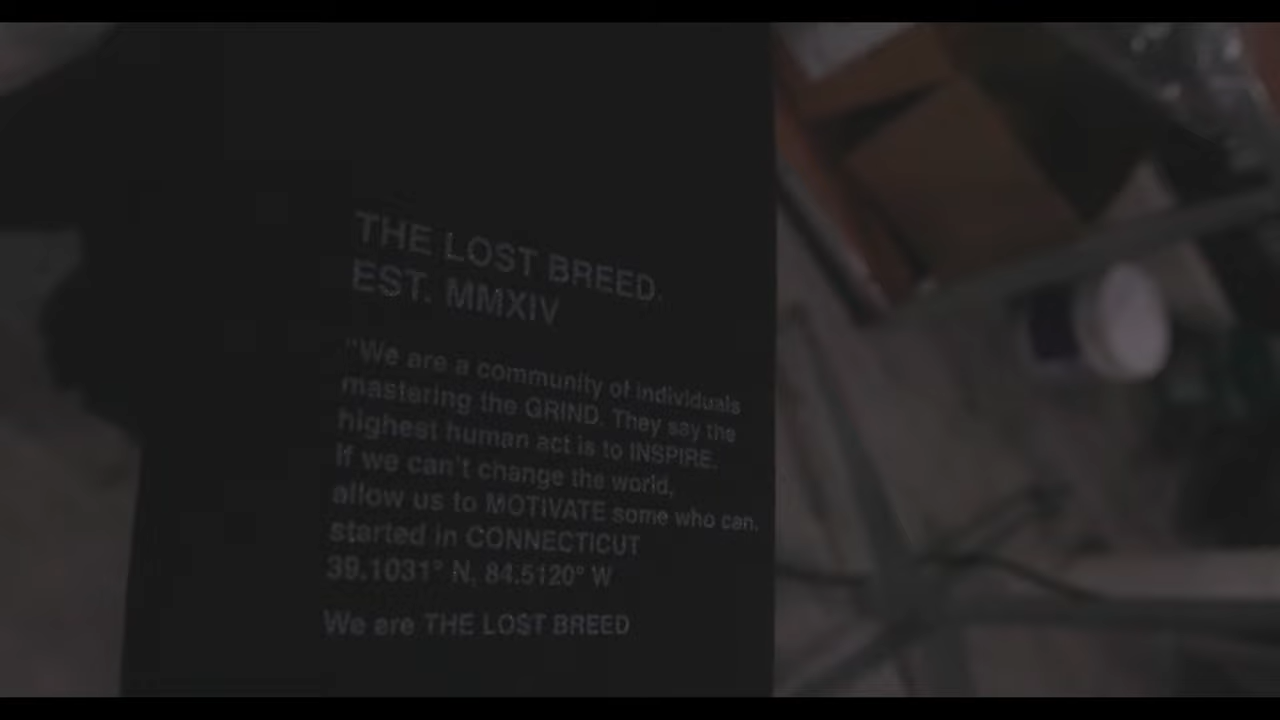 THE LOST BREED.
EST. MMXIV
"We are a community of individuals
mastering the GRIND. They say the
highest human act is to INSPIRE.
If we can't change the world,
allow us to MOTIVATE some who can.
started in CONNECTICUT
39.1031° N, 84.5120° W
We are THE LOST BREED